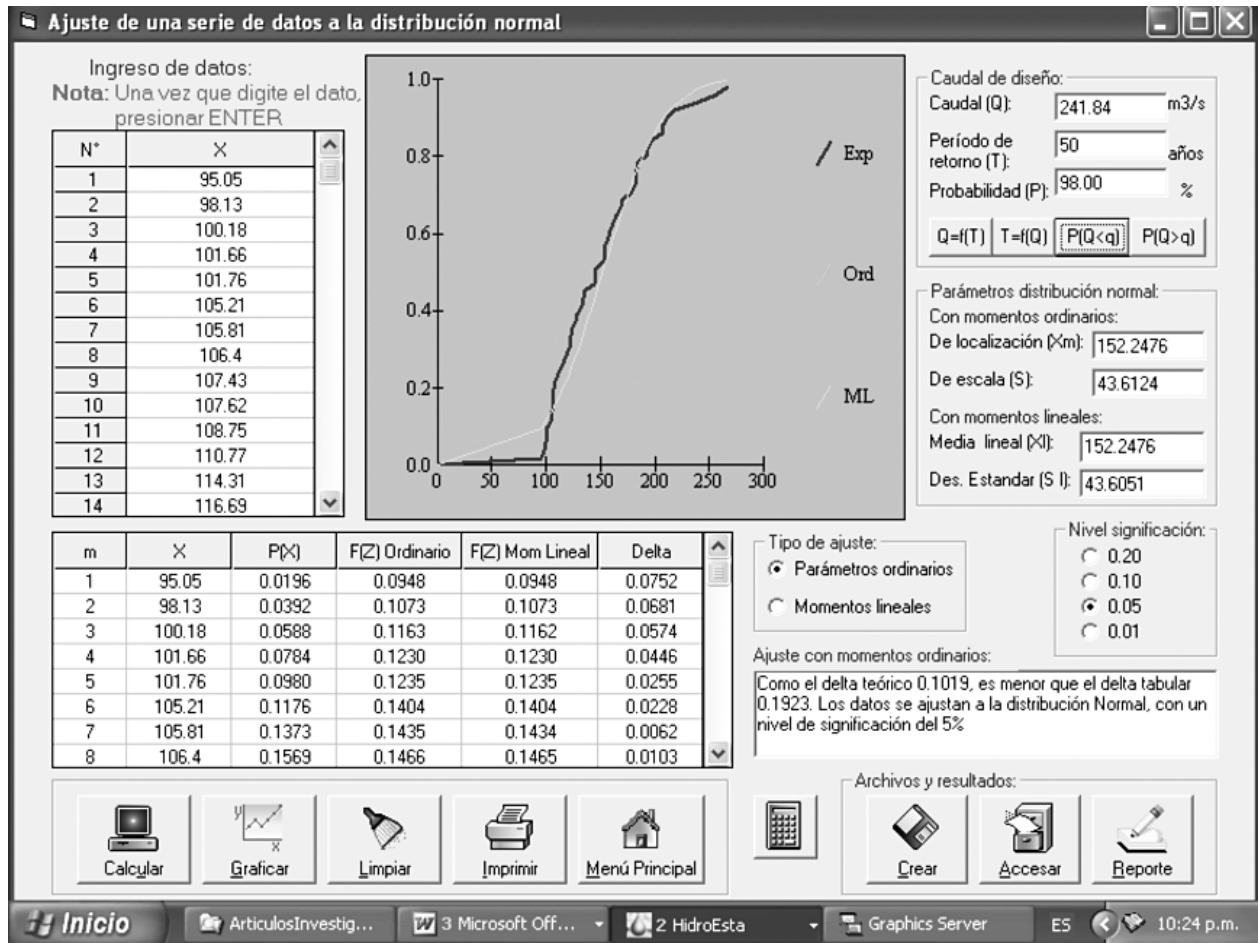 Ajuste de una serie de datos a la distribución normal
Ingreso de datos:
Nota: Una vez que digite el dato,
presionar ENTER
N° X
1 95.05
2 98.13
3 100.18
4 101.66
5 101.76
6 105.21
7 105.81
8 106.4
9 107.43
10 107.62
11 108.75
12 110.77
13 114.31
14 116.69
1.0
0.8
0.6
0.4
0.2
0.0
0 50 100 150 200 250 300
Exp
Ord
ML
Caudal de diseño:
Caudal (Q): 241.84 m3/s
Período de
retorno (T): 50 años
Probabilidad (P): 98.00 %
Q=f(T) T=f(Q) P(Q<q) P(Q>q)
Parámetros distribución normal:
Con momentos ordinarios:
De localización (Xm): 152.2476
De escala (S): 43.6124
Con momentos lineales:
Media lineal (Xl): 152.2476
Des. Estandar (S l): 43.6051
m X P(X) F(Z) Ordinario F(Z) Mom Lineal Delta
1 95.05 0.0196 0.0948 0.0948 0.0752
2 98.13 0.0392 0.1073 0.1073 0.0681
3 100.18 0.0588 0.1163 0.1162 0.0574
4 101.66 0.0784 0.1230 0.1230 0.0446
5 101.76 0.0980 0.1235 0.1235 0.0255
6 105.21 0.1176 0.1404 0.1404 0.0228
7 105.81 0.1373 0.1435 0.1434 0.0062
8 106.4 0.1569 0.1466 0.1465 0.0103
Tipo de ajuste:
Parámetros ordinarios
Momentos lineales
Nivel significación:
0.20
0.10
0.05
0.01
Ajuste con momentos ordinarios:
Como el delta teórico 0.1019, es menor que el delta tabular
0.1923. Los datos se ajustan a la distribución Normal, con un
nivel de significación del 5%
Calcular
y x
Graficar
Limpiar
Imprimir
Menú Principal
Archivos y resultados:
Crear
Accesar
Reporte
Inicio ArticulosInvestig... 3 Microsoft Off... 2 HidroEsta Graphics Server ES 10:24 p.m.